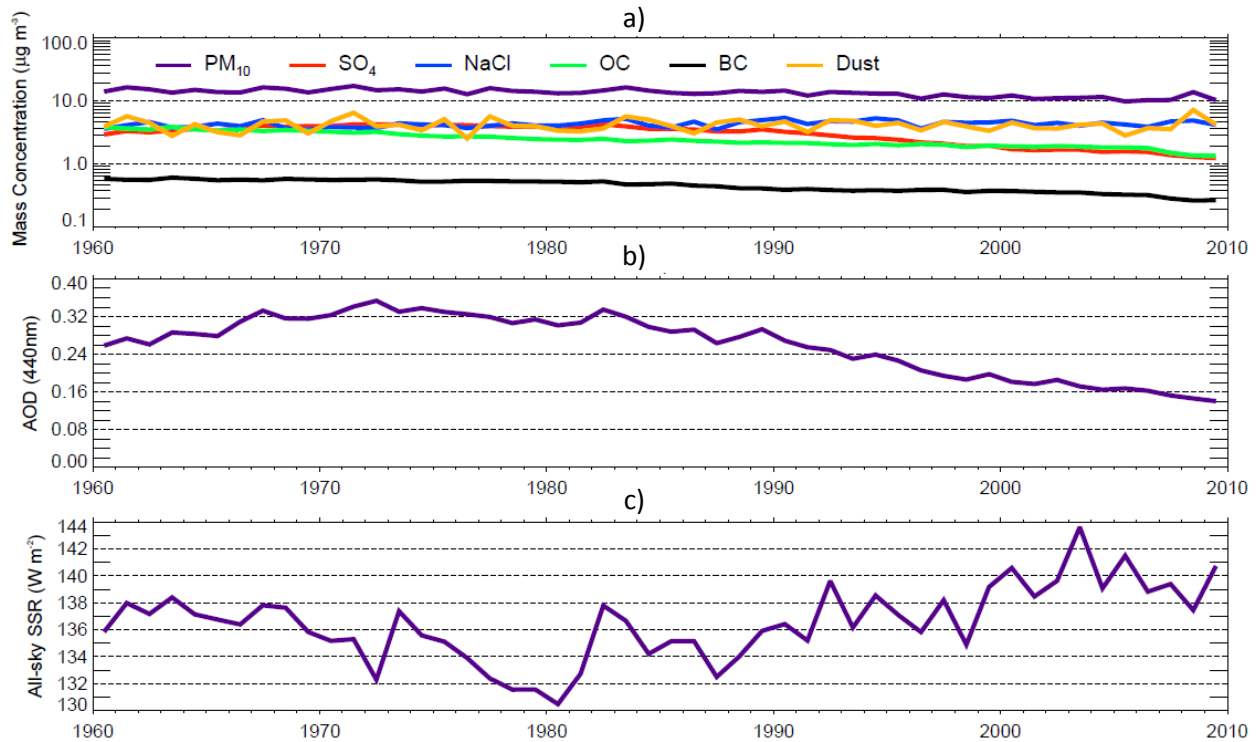 a)
Mass Concentration (µg m⁻³)
100.0
10.0
1.0
0.1
PM₁₀ SO₄ NaCl OC BC Dust
1960 1970 1980 1990 2000 2010
b)
AOD (440nm)
0.40
0.32
0.24
0.16
0.08
0.00
1960 1970 1980 1990 2000 2010
c)
All-sky SSR (W m⁻²)
144
142
140
138
136
134
132
130
1960 1970 1980 1990 2000 2010